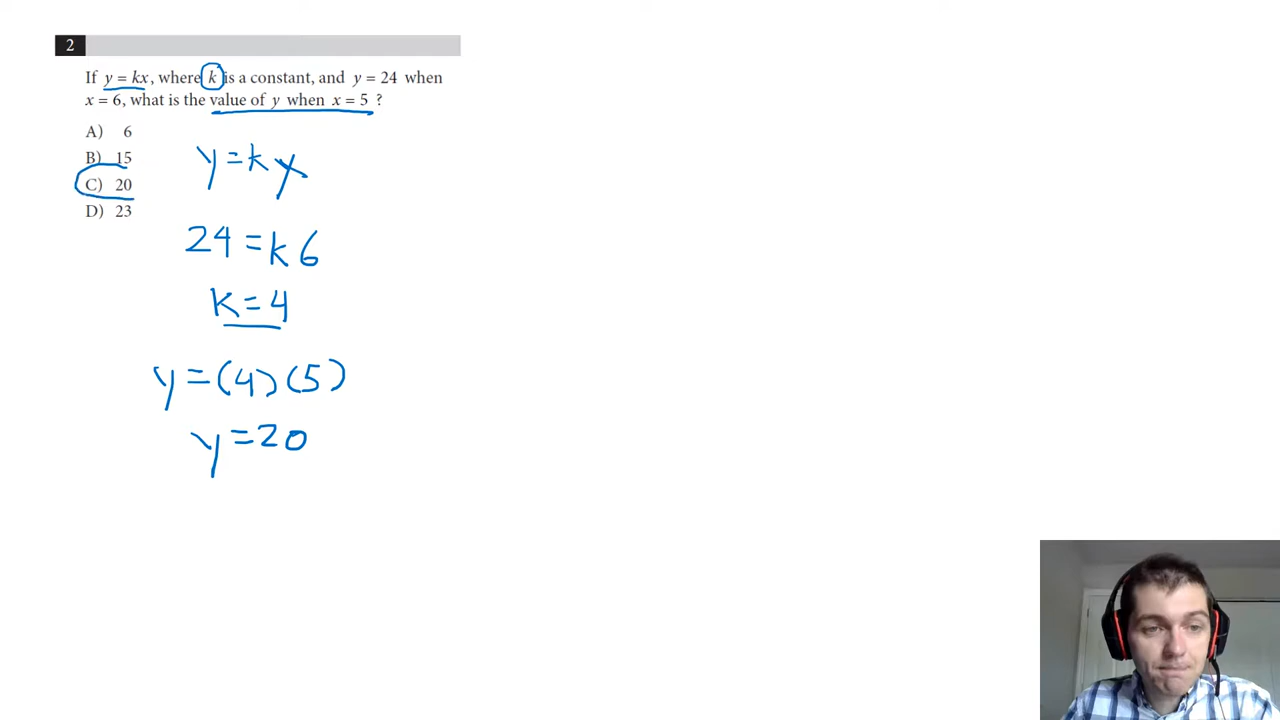 2
If y = kx, where k is a constant, and y = 24 when
x = 6, what is the value of y when x = 5 ?
A) 6
B) 15
C) 20
D) 23
y=kx
24=k6
k=4
y=(4)(5)
y=20